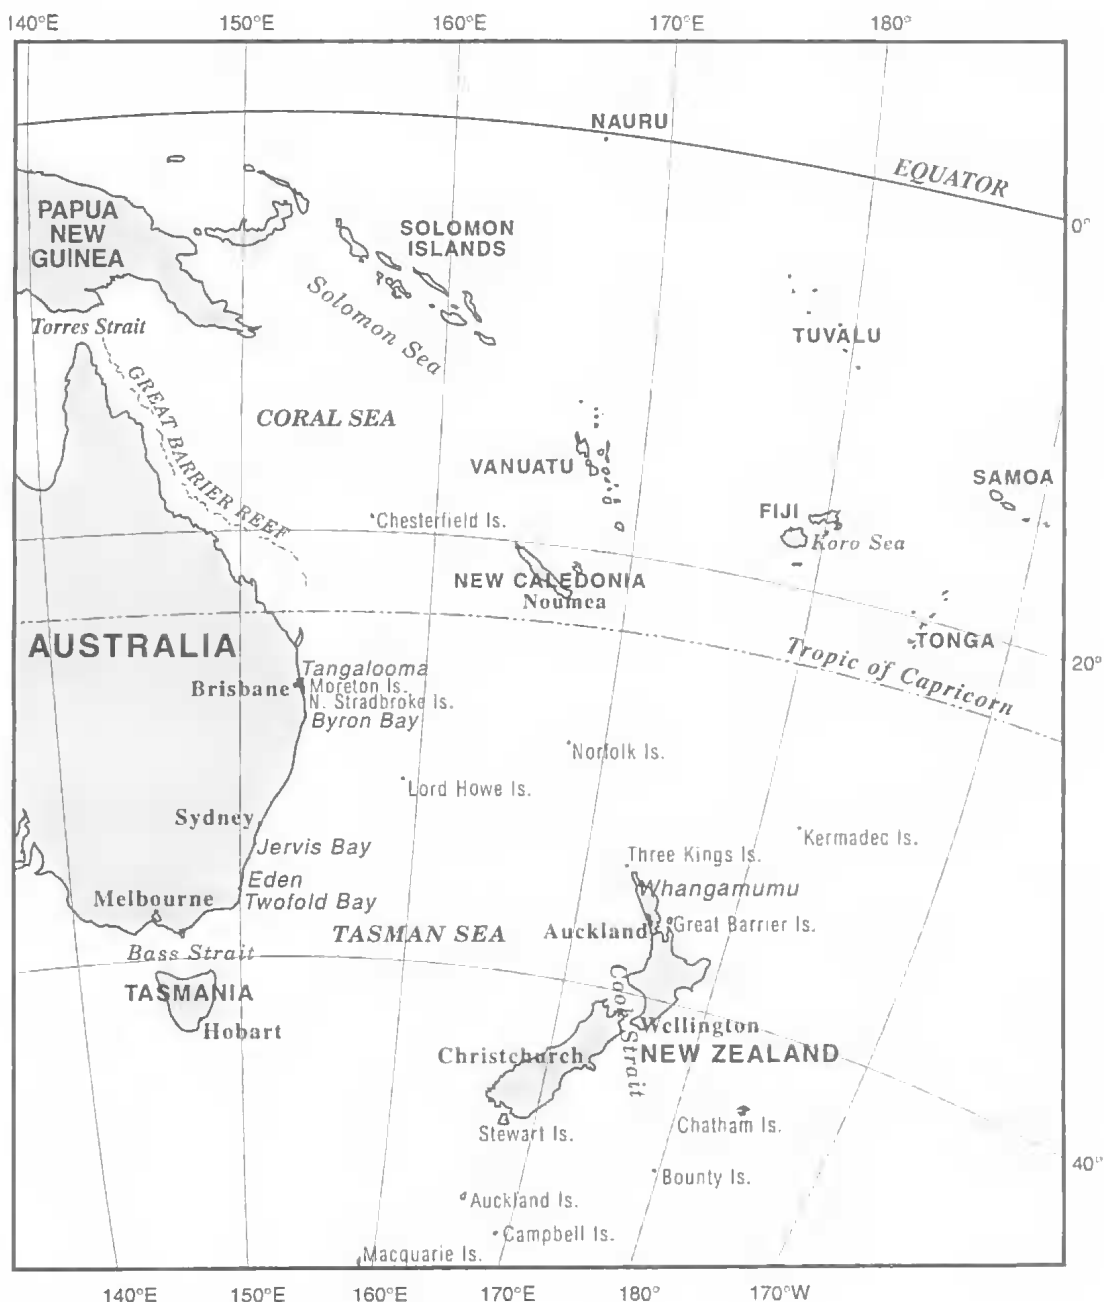 140°E 150°E 160°E 170°E 180°
NAURU
EQUATOR
0°
PAPUA
NEW
GUINEA
SOLOMON
ISLANDS
Solomon Sea
Torres Strait
TUVALU
GREAT BARRIER REEF
CORAL SEA
VANUATU
SAMOA
FIJI
Koro Sea
Chesterfield Is.
NEW CALEDONIA
Noumea
TONGA
AUSTRALIA
Tropic of Capricorn
20°
Tangalooma
Brisbane
Moreton Is.
N. Stradbroke Is.
Byron Bay
Norfolk Is.
Lord Howe Is.
Sydney
Kermadec Is.
Jervis Bay
Three Kings Is.
Eden
Whangamumu
Melbourne
Twofold Bay
Great Barrier Is.
TASMAN SEA
Auckland
Bass Strait
TASMANIA
Cook Strait
Hobart
Wellington
Christchurch
NEW ZEALAND
Chatham Is.
Stewart Is.
40°
Bounty Is.
Auckland Is.
Campbell Is.
Macquarie Is.
140°E 150°E 160°E 170°E 180° 170°W